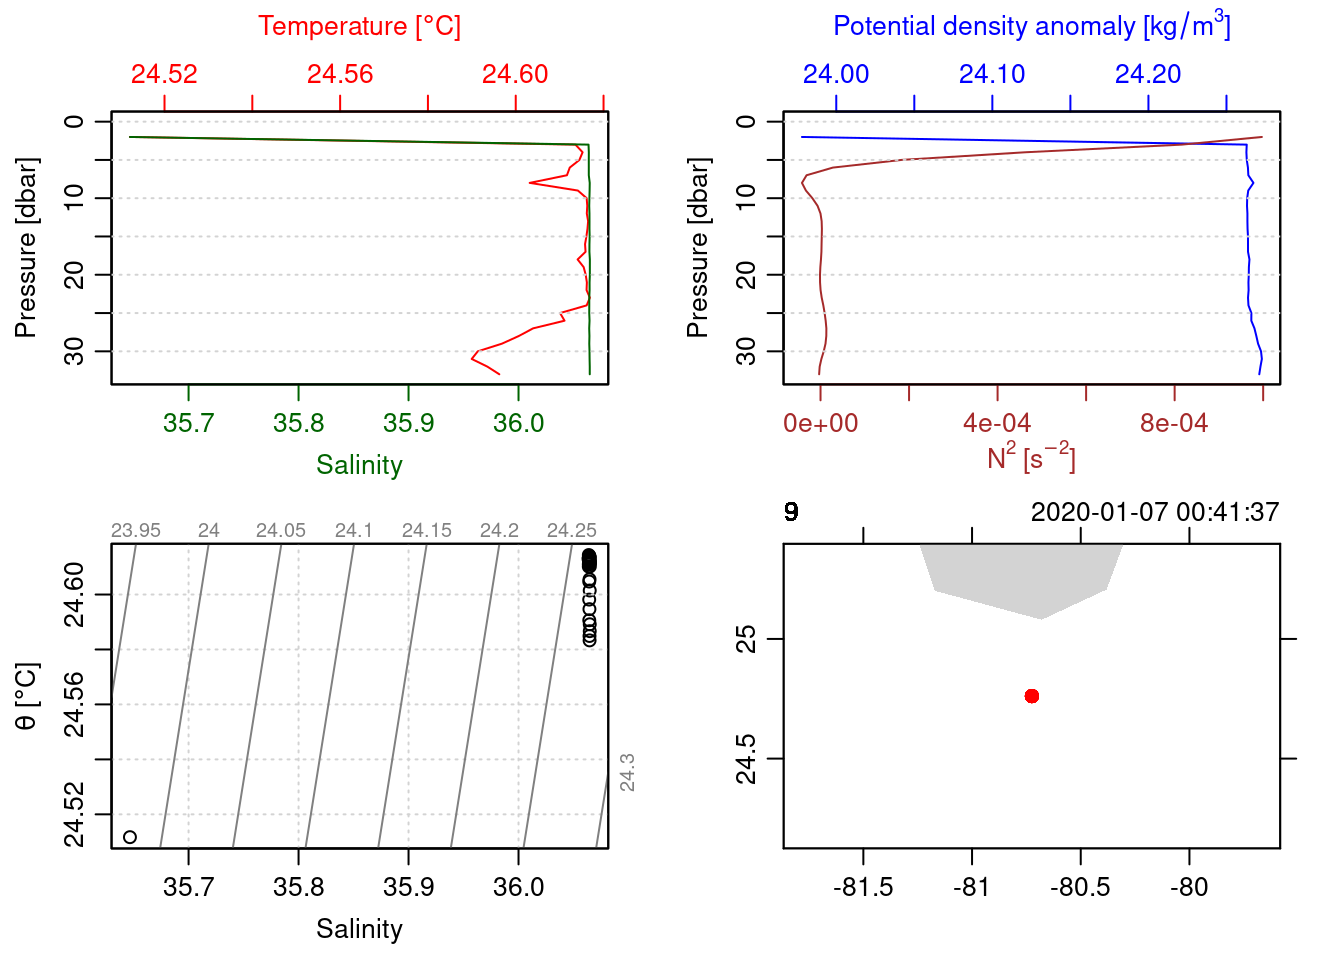 Temperature [°C]
24.52 24.56 24.60
Pressure [dbar]
0 10 20 30
35.7 35.8 35.9 36.0
Salinity
Potential density anomaly [kg/m³]
24.00 24.10 24.20
Pressure [dbar]
0 10 20 30
0e+00 4e-04 8e-04
N² [s⁻²]
23.95 24 24.05 24.1 24.15 24.2 24.25
24.3
θ [°C]
24.60 24.56 24.52
35.7 35.8 35.9 36.0
Salinity
2020-01-07 00:41:37
25
24.5
-81.5 -81 -80.5 -80